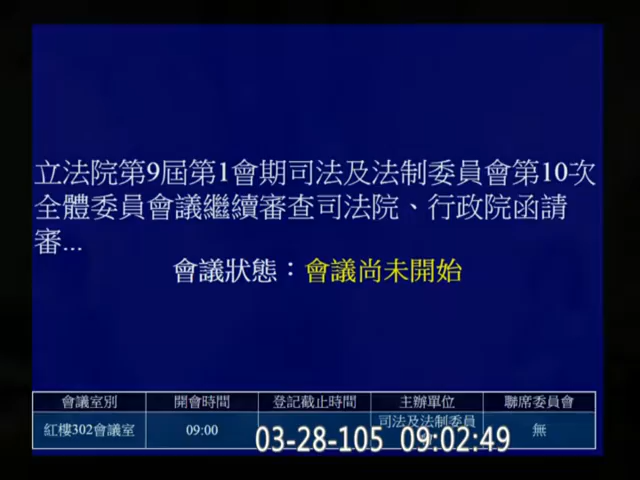 立法院第9屆第1會期司法及法制委員會第10次
全體委員會議繼續審查司法院、行政院函請
審...
會議狀態：會議尚未開始
會議室別 開會時間 登記截止時間 主辦單位 聯席委員會
紅樓302會議室 09:00 司法及法制委員 無
03-28-105 09:02:49